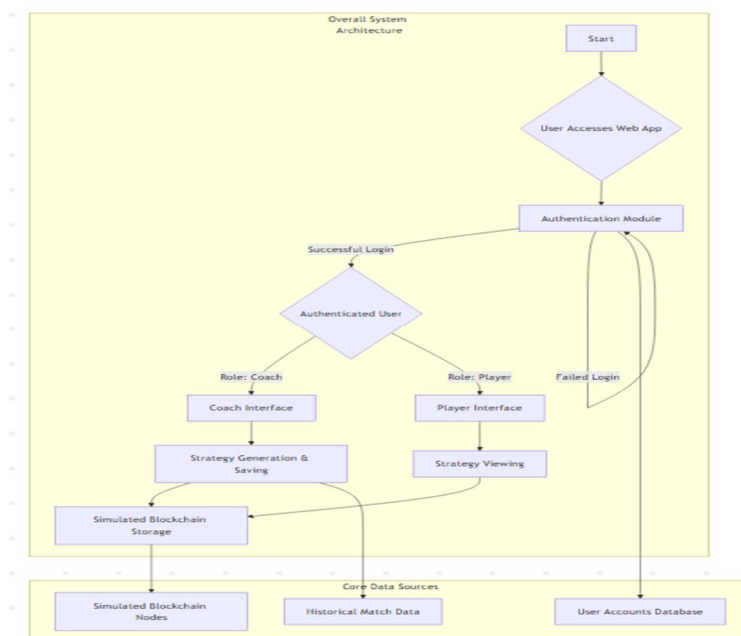 Overall System
Architecture
Start
User Accesses Web App
Authentication Module
Successful Login
Authenticated User
Role: Coach
Role: Player
Failed Login
Coach Interface
Player Interface
Strategy Generation &
Saving
Strategy Viewing
Simulated Blockchain
Storage
Core Data Sources
Simulated Blockchain
Nodes
Historical Match Data
User Accounts Database